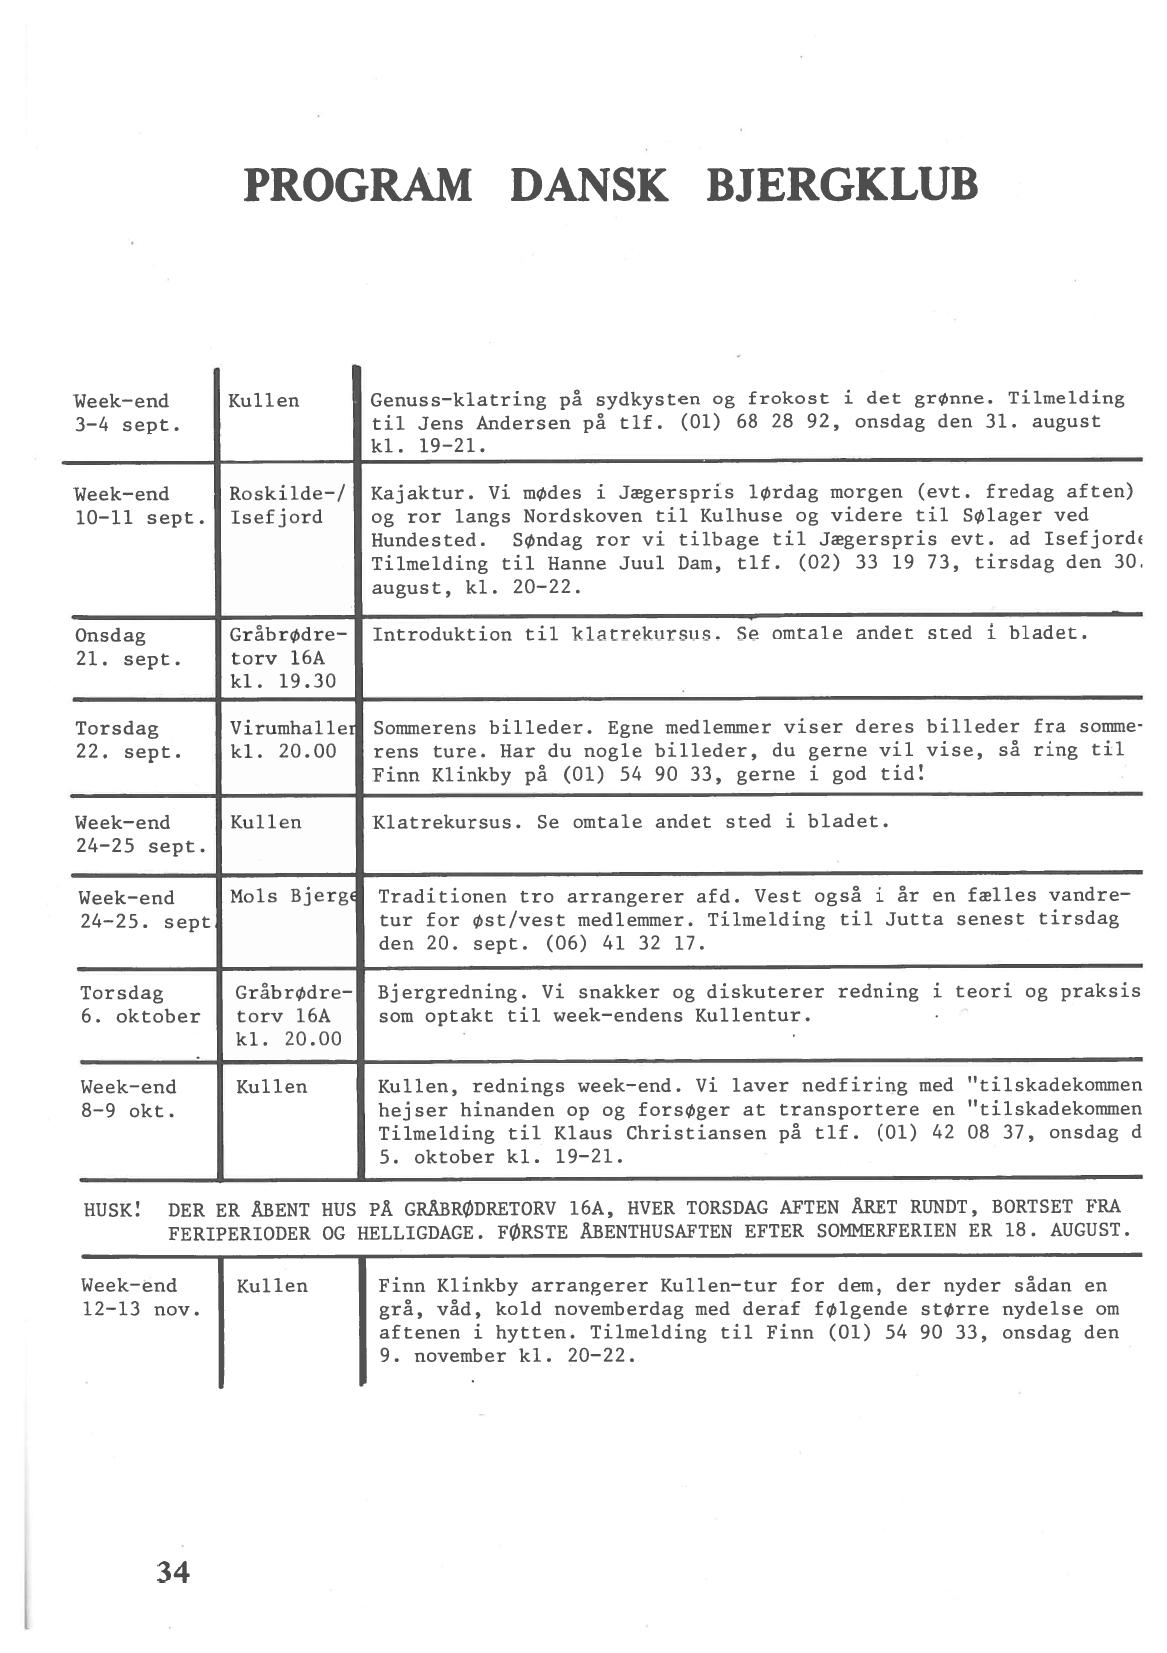 PROGRAM DANSK BJERGKLUB
Week-end
3-4 sept.
Kullen
Genuss-klatring på sydkysten og frokost i det grønne. Tilmelding
til Jens Andersen på tlf. (01) 68 28 92, onsdag den 31. august
kl. 19-21.
Week-end
10-11 sept.
Roskilde-/
Isefjord
Kajaktur. Vi mødes i Jægerspris lørdag morgen (evt. fredag aften)
og ror langs Nordskoven til Kulhuse og videre til Sølager ved
Hundested. Søndag ror vi tilbage til Jægerspris evt. ad Isefjorde
Tilmelding til Hanne Juul Dam, tlf. (02) 33 19 73, tirsdag den 30.
august, kl. 20-22.
Onsdag
21. sept.
Gråbrødre-
torv 16A
kl. 19.30
Introduktion til klatrekursus. Se omtale andet sted i bladet.
Torsdag
22. sept.
Virumhaller
kl. 20.00
Sommerens billeder. Egne medlemmer viser deres billeder fra somme-
rens ture. Har du nogle billeder, du gerne vil vise, så ring til
Finn Klinkby på (01) 54 90 33, gerne i god tid!
Week-end
24-25 sept.
Kullen
Klatrekursus. Se omtale andet sted i bladet.
Week-end
24-25. sept.
Mols Bjerge
Traditionen tro arrangerer afd. Vest også i år en fælles vandre-
tur for øst/vest medlemmer. Tilmelding til Jutta senest tirsdag
den 20. sept. (06) 41 32 17.
Torsdag
6. oktober
Gråbrødre-
torv 16A
kl. 20.00
Bjergredning. Vi snakker og diskuterer redning i teori og praksis
som optakt til week-endens Kullentur.
Week-end
8-9 okt.
Kullen
Kullen, rednings week-end. Vi laver nedfiring med "tilskadekommen
hejser hinanden op og forsøger at transportere en "tilskadekommen
Tilmelding til Klaus Christiansen på tlf. (01) 42 08 37, onsdag d
5. oktober kl. 19-21.
HUSK! DER ER ÅBENT HUS PÅ GRÅBRØDRETORV 16A, HVER TORSDAG AFTEN ÅRET RUNDT, BORTSET FRA
FERIPERIODER OG HELLIGDAGE. FØRSTE ÅBENTHUSAFTEN EFTER SOMMERFERIEN ER 18. AUGUST.
Week-end
12-13 nov.
Kullen
Finn Klinkby arrangerer Kullen-tur for dem, der nyder sådan en
grå, våd, kold novemberdag med deraf følgende større nydelse om
aftenen i hytten. Tilmelding til Finn (01) 54 90 33, onsdag den
9. november kl. 20-22.
34